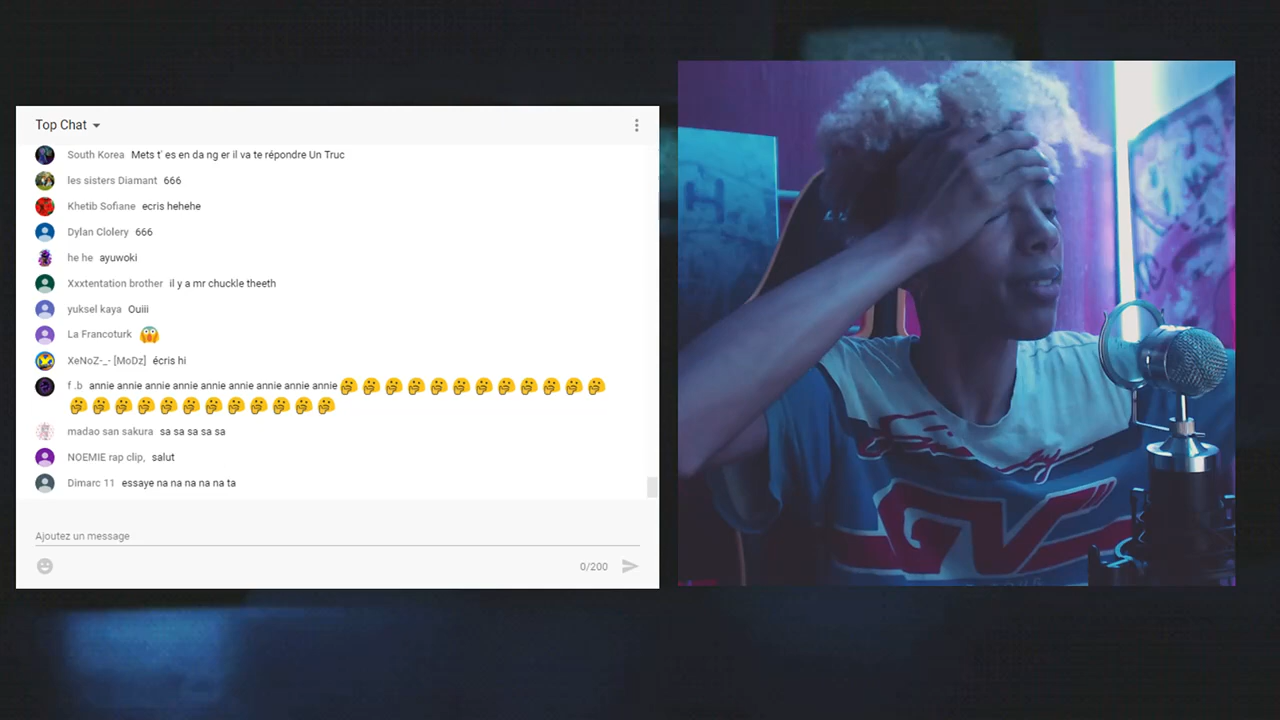 Top Chat
South Korea Mets t' es en da ng er il va te répondre Un Truc
les sisters Diamant 666
Khetib Sofiane ecris hehehe
Dylan Clolery 666
he he ayuwoki
Xxxtentation brother il y a mr chuckle theeth
yuksel kaya Ouiii
La Francoturk 😱
XeNoZ-_- [MoDz] écris hi
f .b annie annie annie annie annie annie annie annie annie 🤔🤔🤔🤔🤔🤔🤔🤔🤔🤔🤔🤔
🤔🤔🤔🤔🤔🤔🤔🤔🤔🤔🤔🤔
madao san sakura sa sa sa sa sa
NOEMIE rap clip, salut
Dimarc 11 essaye na na na na na ta
Ajoutez un message
0/200
GV